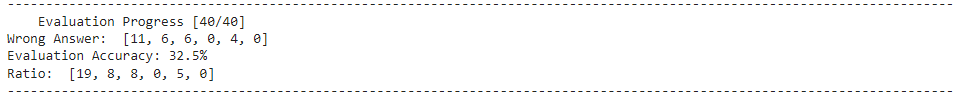 Evaluation Progress [40/40]
Wrong Answer:  [11, 6, 6, 0, 4, 0]
Evaluation Accuracy: 32.5%
Ratio:  [19, 8, 8, 0, 5, 0]